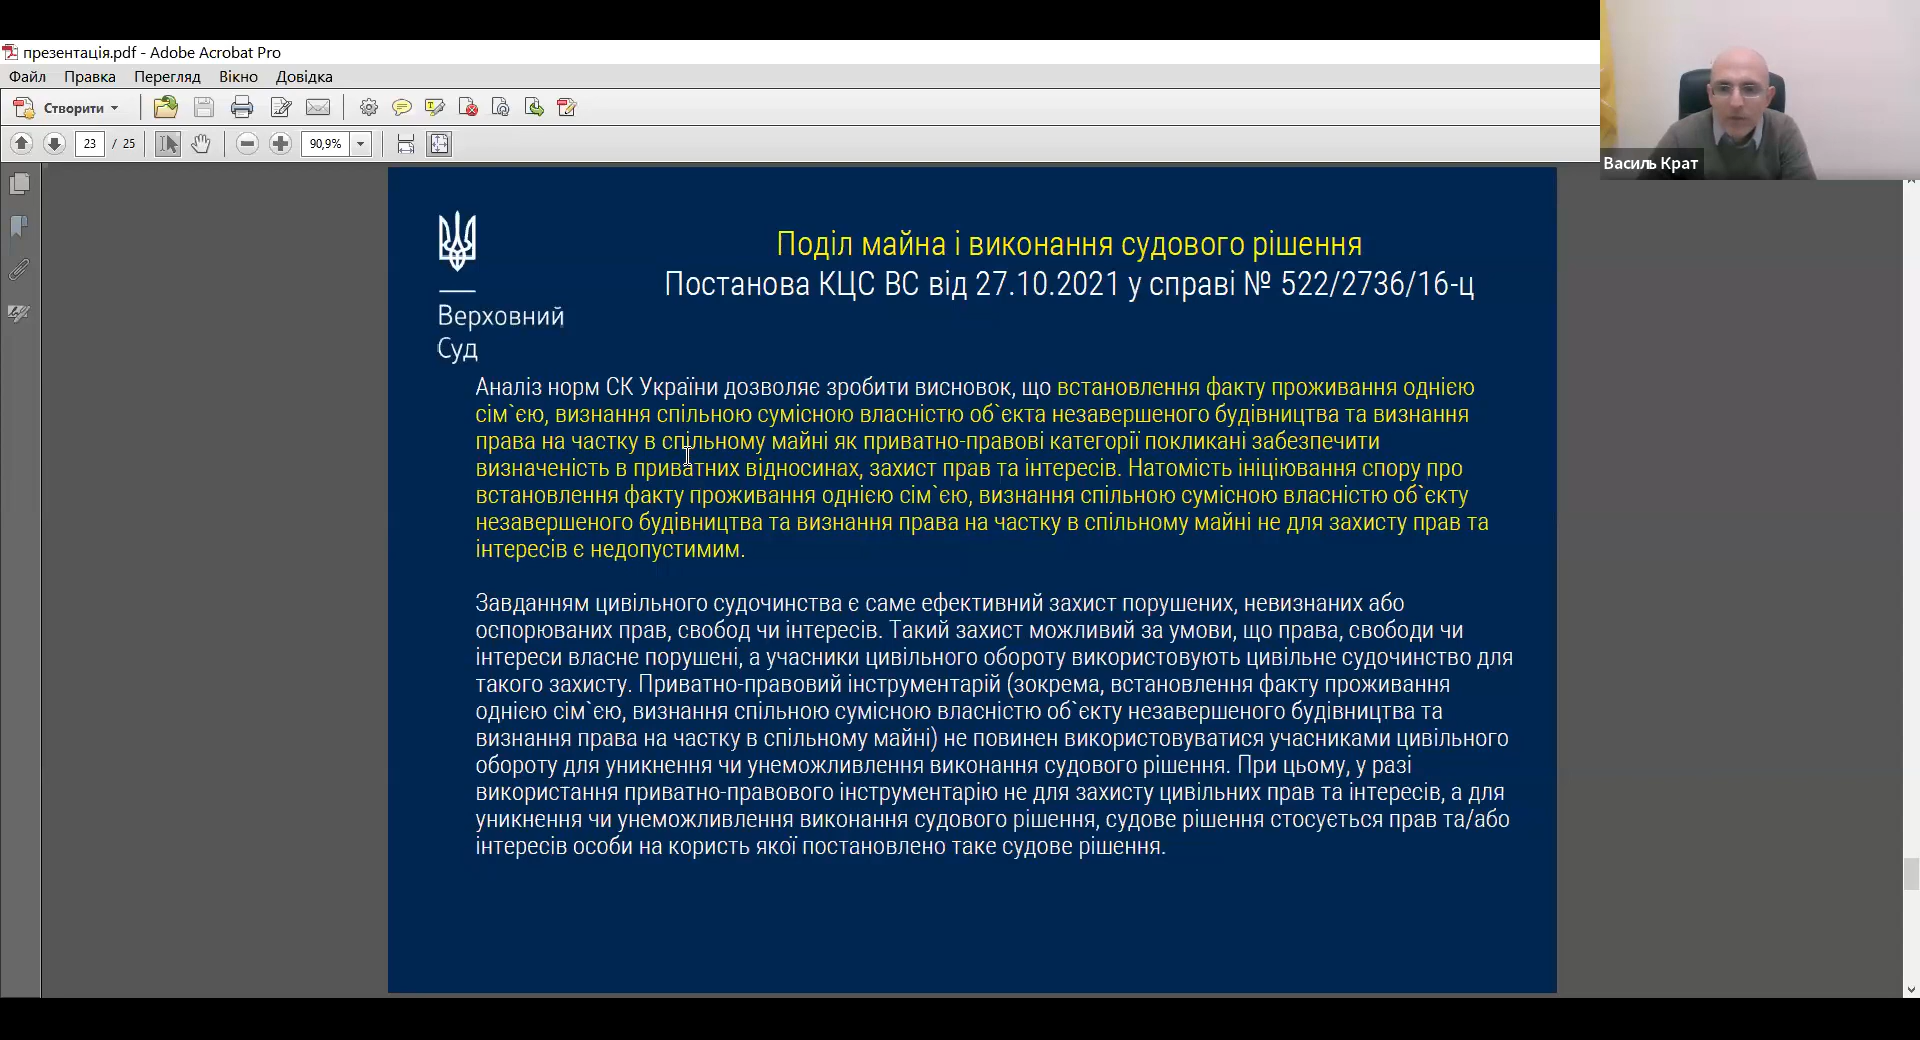 презентація.pdf - Adobe Acrobat Pro
Файл Правка Перегляд Вікно Довідка
Створити
23 / 25 90,9%
Василь Крат
Верховний
Суд
Поділ майна і виконання судового рішення
Постанова КЦС ВС від 27.10.2021 у справі № 522/2736/16-ц
Аналіз норм СК України дозволяє зробити висновок, що встановлення факту проживання однією
сім`єю, визнання спільною сумісною власністю об`єкта незавершеного будівництва та визнання
права на частку в спільному майні як приватно-правові категорії покликані забезпечити
визначеність в приватних відносинах, захист прав та інтересів. Натомість ініціювання спору про
встановлення факту проживання однією сім`єю, визнання спільною сумісною власністю об`єкту
незавершеного будівництва та визнання права на частку в спільному майні не для захисту прав та
інтересів є недопустимим.
Завданням цивільного судочинства є саме ефективний захист порушених, невизнаних або
оспорюваних прав, свобод чи інтересів. Такий захист можливий за умови, що права, свободи чи
інтереси власне порушені, а учасники цивільного обороту використовують цивільне судочинство для
такого захисту. Приватно-правовий інструментарій (зокрема, встановлення факту проживання
однією сім`єю, визнання спільною сумісною власністю об`єкту незавершеного будівництва та
визнання права на частку в спільному майні) не повинен використовуватися учасниками цивільного
обороту для уникнення чи унеможливлення виконання судового рішення. При цьому, у разі
використання приватно-правового інструментарію не для захисту цивільних прав та інтересів, а для
уникнення чи унеможливлення виконання судового рішення, судове рішення стосується прав та/або
інтересів особи на користь якої постановлено таке судове рішення.